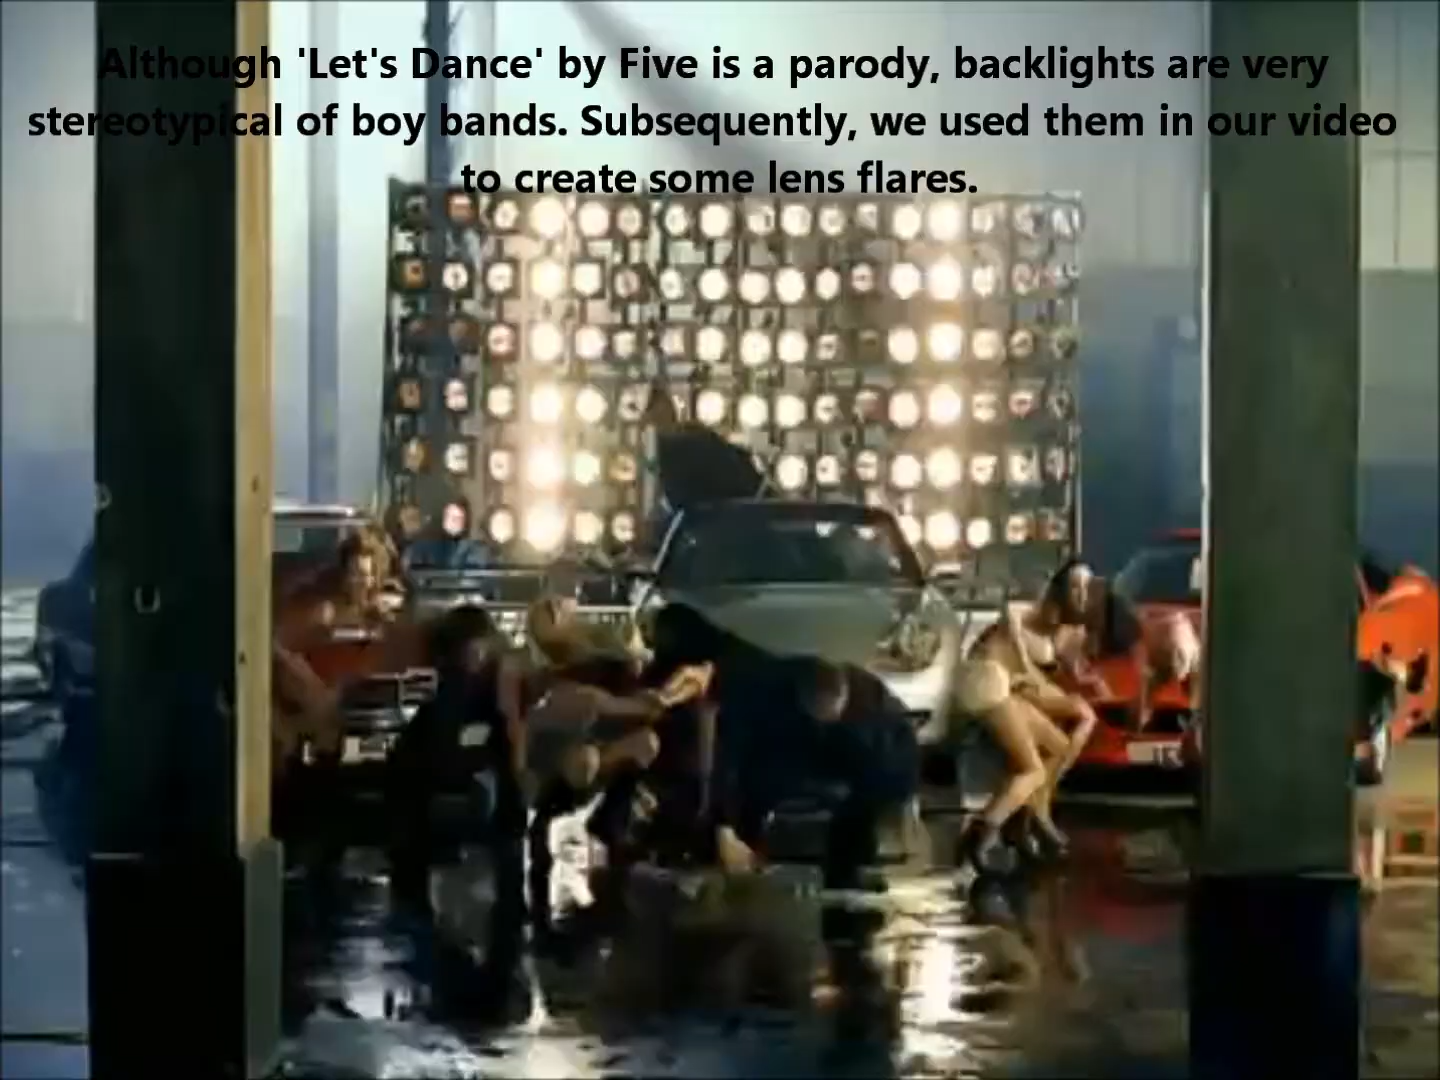 Although 'Let's Dance' by Five is a parody, backlights are very
stereotypical of boy bands. Subsequently, we used them in our video
to create some lens flares.